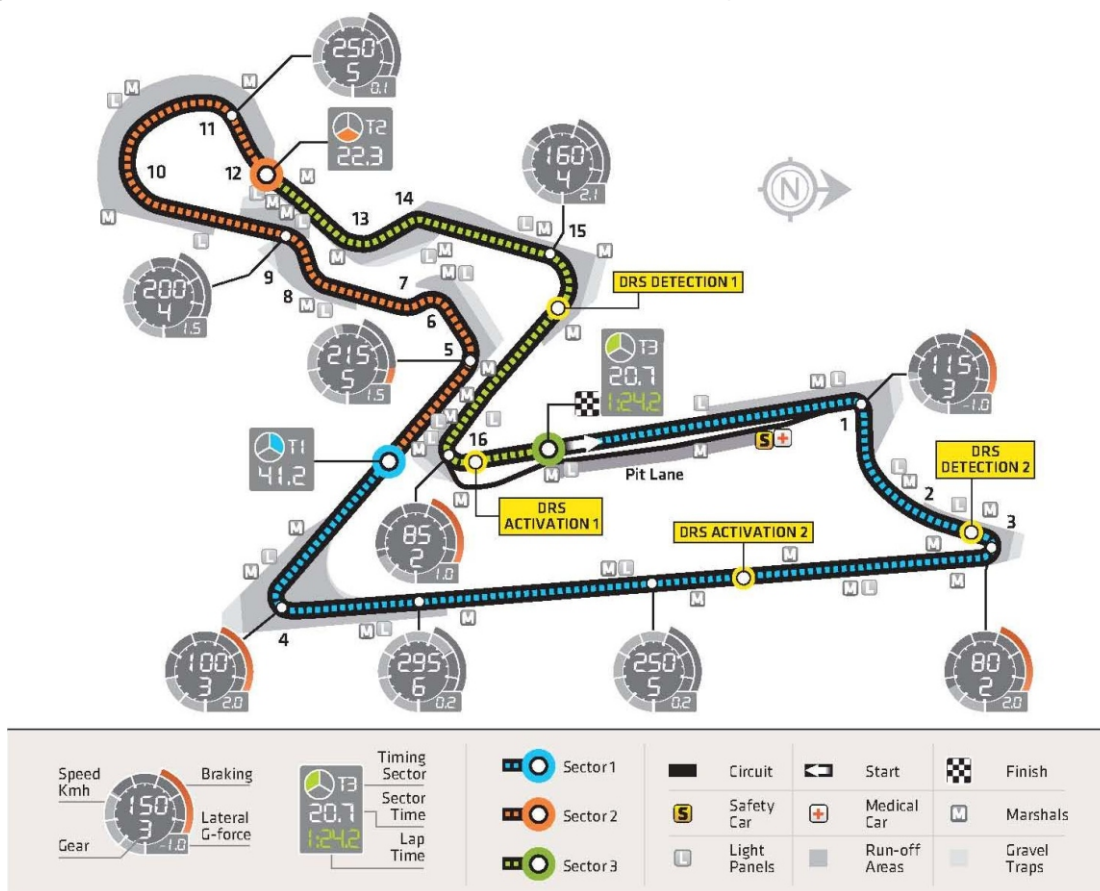 250
5
0.1
M
M
L
M
11
T2
22.3
160
4
2.1
N
10
12
M
L
M
M
L
14
13
M
L
M
15
M
M
L
M
L
9
8
7
6
M
L
M
L
DRS DETECTION 1
M
200
4
1.5
215
5
1.5
5
M
M
M
L
M
L
T3
20.7
1:24.2
115
3
-1.0
L
M
L
1
T1
41.2
16
M
L
M
S
Pit Lane
L
M
2
DRS
DETECTION 2
L
M
3
M
DRS
ACTIVATION 1
85
2
1.0
DRS ACTIVATION 2
M
M
M
L
M
L
M
M
L
M
L
M
M
4
M
L
100
3
2.0
295
6
0.2
250
5
0.2
80
2
2.0
Speed
Kmh
Gear
150
3
-1.0
Braking
Lateral
G-force
T3
20.7
1:24.2
Timing
Sector
Sector
Time
Lap
Time
Sector 1
Sector 2
Sector 3
Circuit
Start
Finish
S
Safety
Car
Medical
Car
M
Marshals
L
Light
Panels
Run-off
Areas
Gravel
Traps